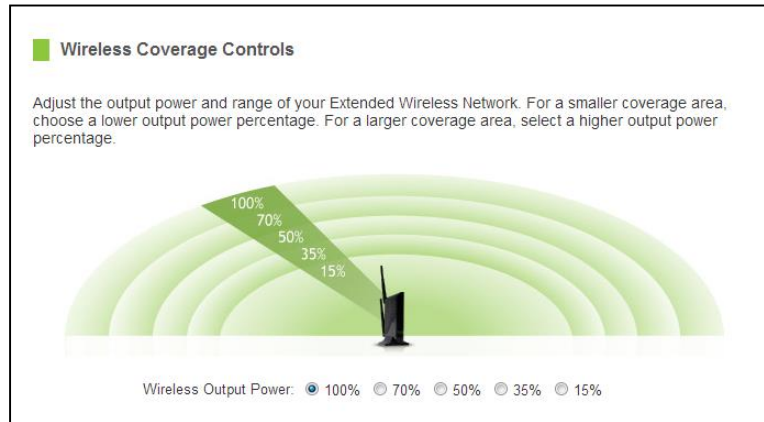 Wireless Coverage Controls
Adjust the output power and range of your Extended Wireless Network. For a smaller coverage area,
choose a lower output power percentage. For a larger coverage area, select a higher output power
percentage.
100%
70%
50%
35%
15%
Wireless Output Power: 100% 70% 50% 35% 15%